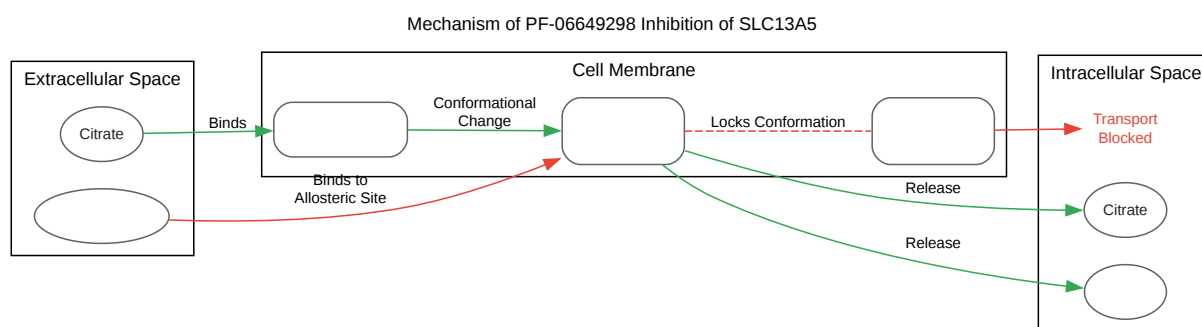 Mechanism of PF-06649298 Inhibition of SLC13A5
Extracellular Space
Citrate
Binds
Cell Membrane
Conformational
Change
Locks Conformation
Binds to
Allosteric Site
Intracellular Space
Transport
Blocked
Release
Citrate
Release